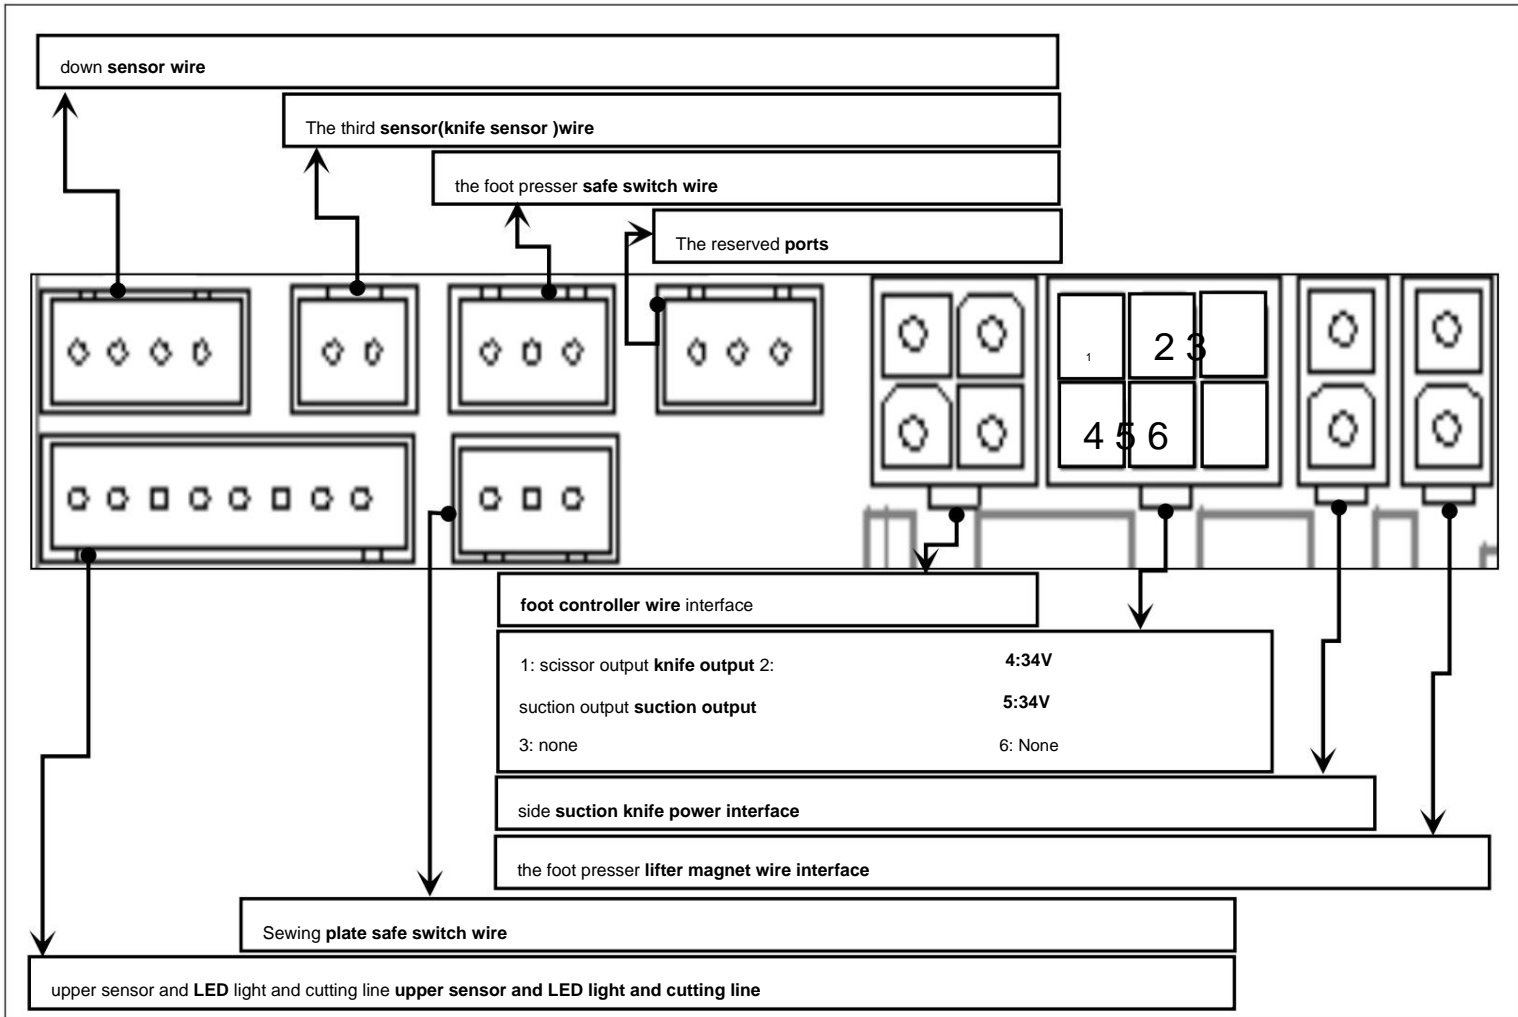 down sensor wire
The third sensor(knife sensor )wire
the foot presser safe switch wire
The reserved ports
1
2 3
4 5 6
foot controller wire interface
1: scissor output knife output 2:
4:34V
suction output suction output
5:34V
3: none
6: None
side suction knife power interface
the foot presser lifter magnet wire interface
Sewing plate safe switch wire
upper sensor and LED light and cutting line upper sensor and LED light and cutting line